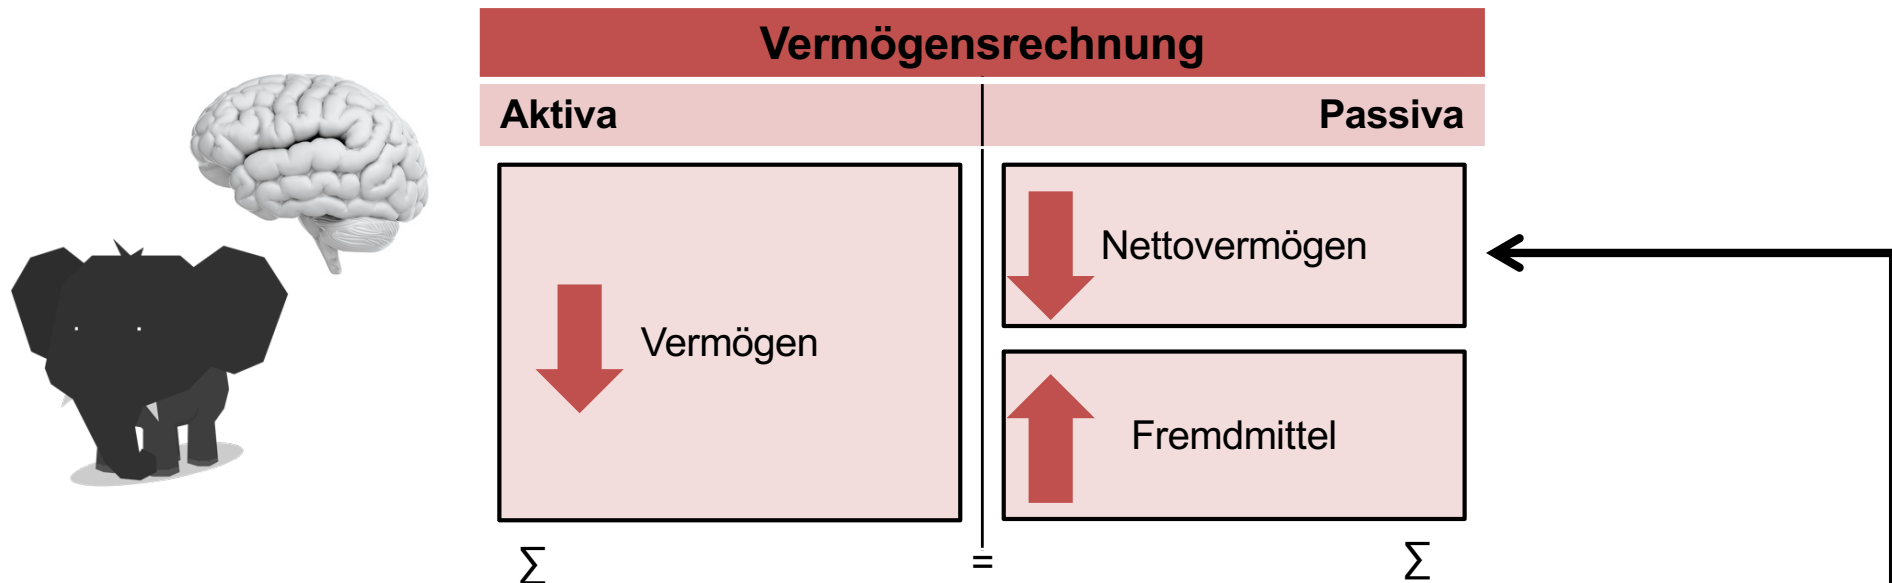 Vermögensrechnung
Aktiva
Passiva
Nettovermögen
Vermögen
Fremdmittel
∑ = ∑